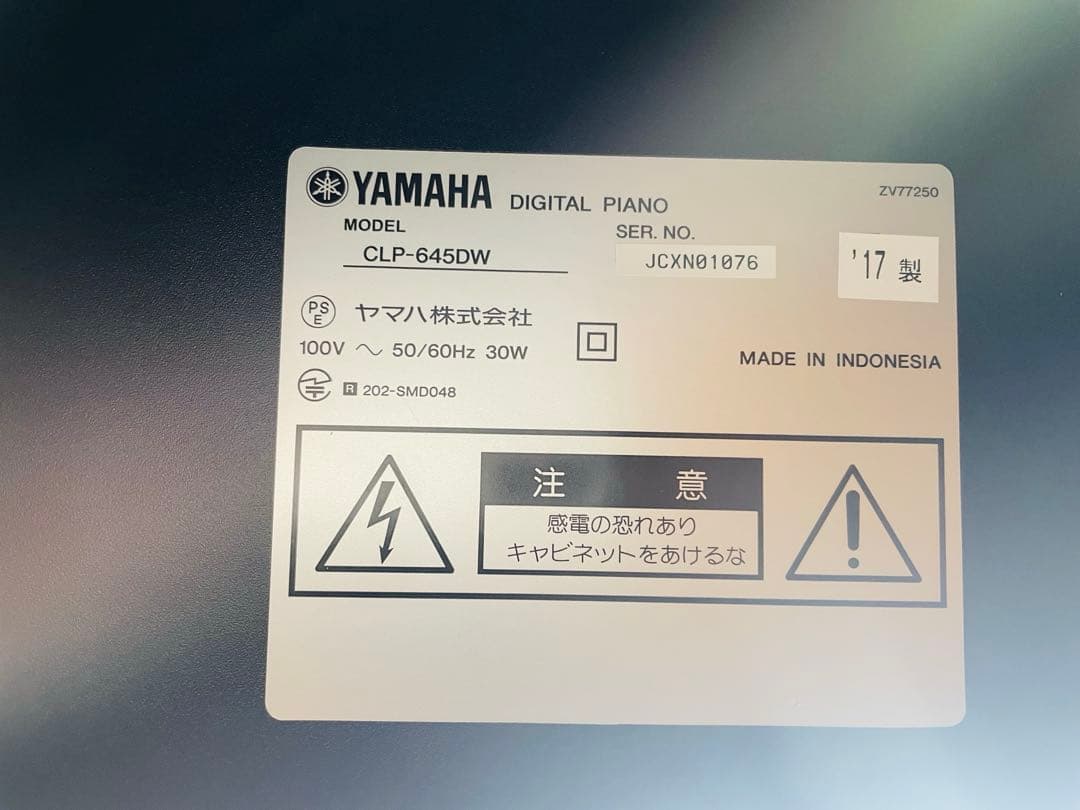 YAMAHA DIGITAL PIANO
ZV77250
MODEL
CLP-645DW
SER. NO.
JCXN01076
'17 製
PSE ヤマハ株式会社
100V ～ 50/60Hz 30W
MADE IN INDONESIA
R 202-SMD048
注 意
感電の恐れあり
キャビネットをあけるな